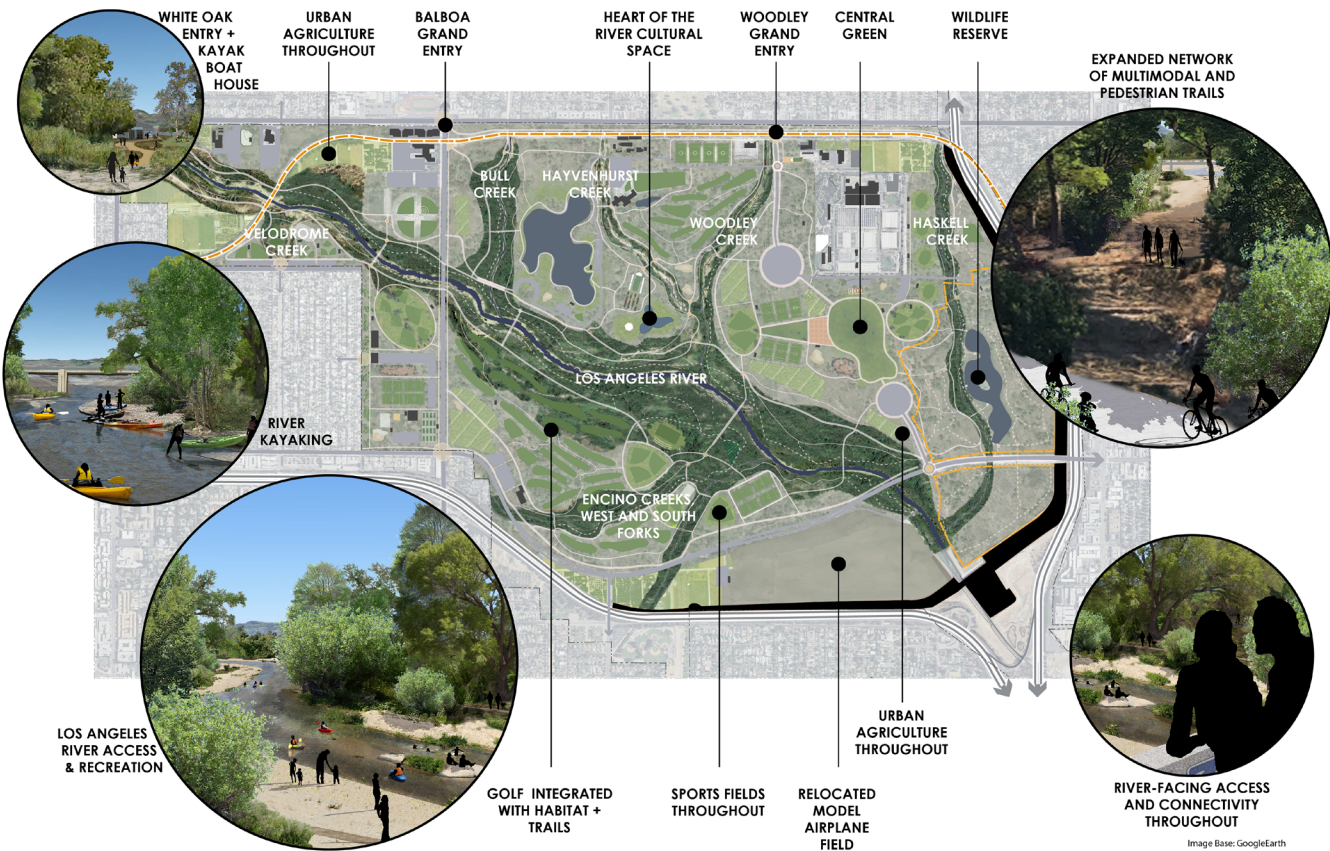 WHITE OAK
ENTRY +
KAYAK
BOAT
HOUSE
URBAN
AGRICULTURE
THROUGHOUT
BALBOA
GRAND
ENTRY
HEART OF THE
RIVER CULTURAL
SPACE
WOODLEY
GRAND
ENTRY
CENTRAL
GREEN
WILDLIFE
RESERVE
EXPANDED NETWORK
OF MULTIMODAL AND
PEDESTRIAN TRAILS
BULL
CREEK
HAYVENHURST
CREEK
WOODLEY
CREEK
HASKELL
CREEK
VELODROME
CREEK
LOS ANGELES RIVER
RIVER
KAYAKING
ENCINO CREEKS
WEST AND SOUTH
FORKS
LOS ANGELES
RIVER ACCESS
& RECREATION
GOLF INTEGRATED
WITH HABITAT +
TRAILS
SPORTS FIELDS
THROUGHOUT
RELOCATED
MODEL
AIRPLANE
FIELD
URBAN
AGRICULTURE
THROUGHOUT
RIVER-FACING ACCESS
AND CONNECTIVITY
THROUGHOUT
Image Base: GoogleEarth